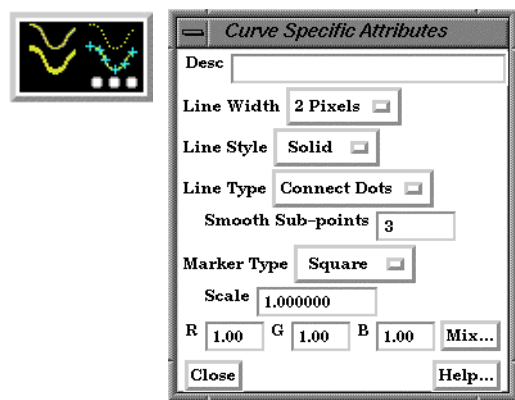 Curve Specific Attributes
Desc
Line Width 2 Pixels
Line Style Solid
Line Type Connect Dots
Smooth Sub-points 3
Marker Type Square
Scale 1.000000
R 1.00 G 1.00 B 1.00 Mix...
Close Help...